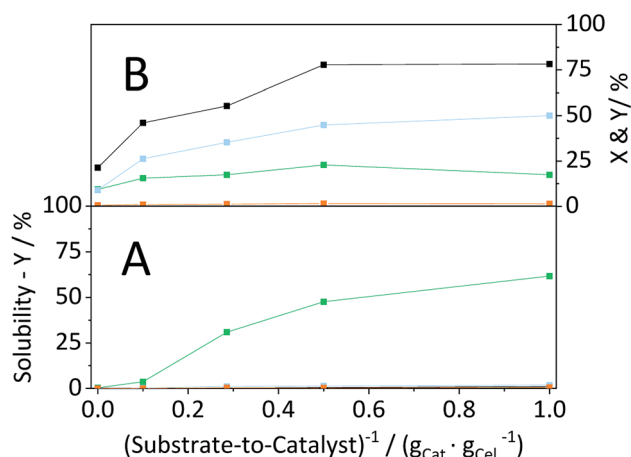 100
B
75
50
25
0
X & Y/ %
100
A
75
50
25
0
Solubility - Y / %
0.0 0.2 0.4 0.6 0.8 1.0
(Substrate-to-Catalyst)⁻¹ / (g_Cat · g_Cel⁻¹)